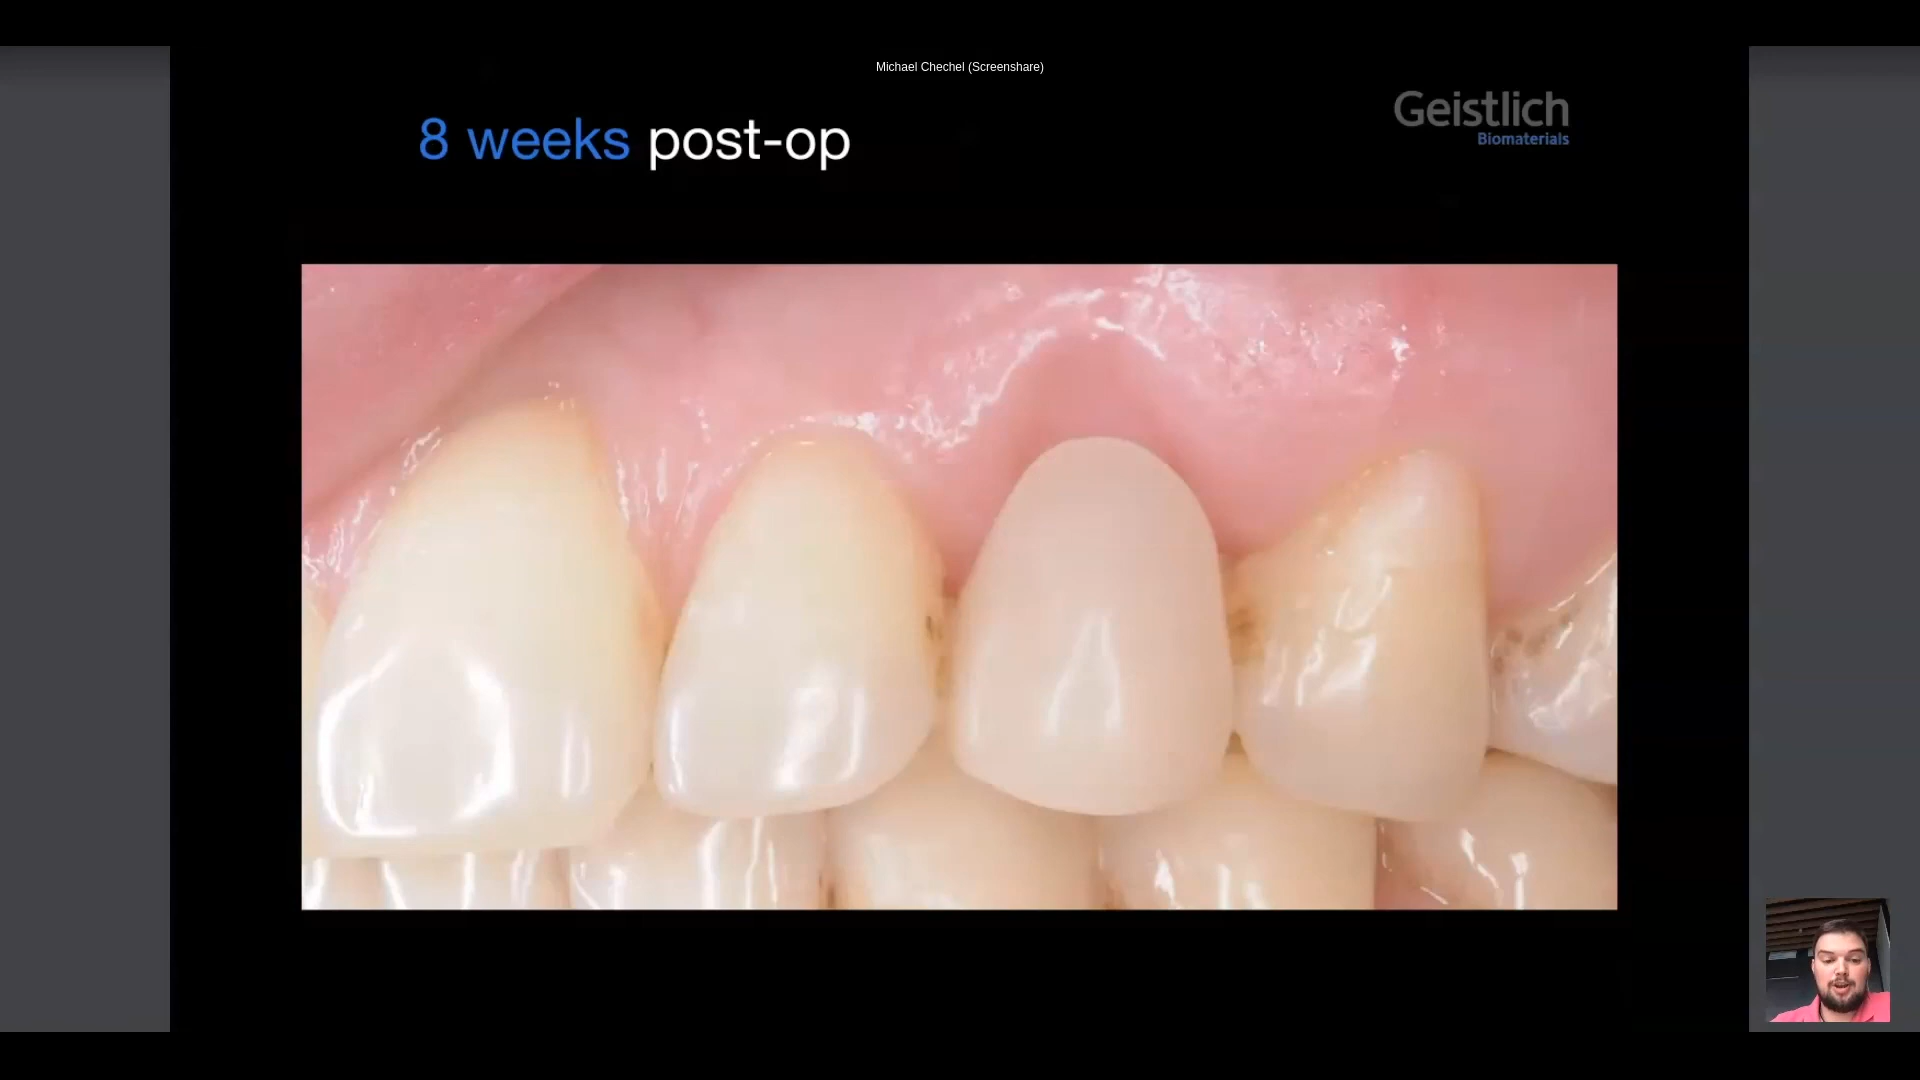 Michael Chechel (Screenshare)
8 weeks post-op
Geistlich
Biomaterials